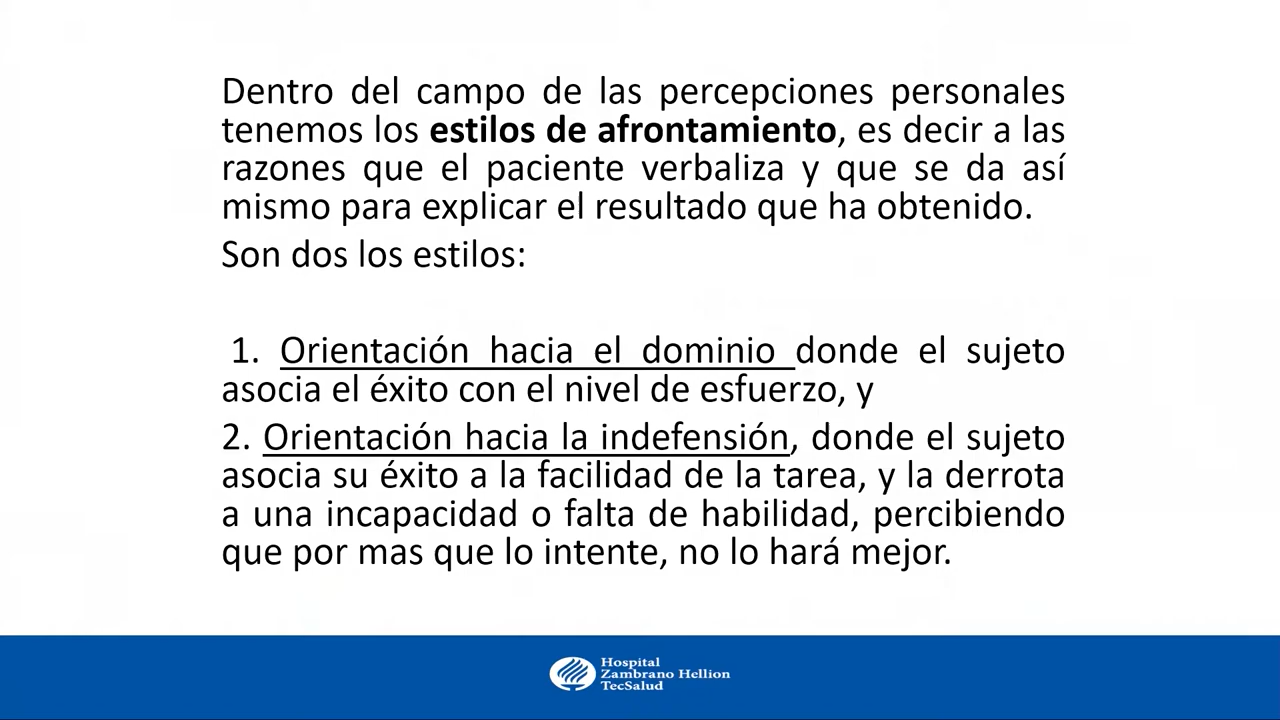 Dentro del campo de las percepciones personales
tenemos los estilos de afrontamiento, es decir a las
razones que el paciente verbaliza y que se da así
mismo para explicar el resultado que ha obtenido.
Son dos los estilos:
1. Orientación hacia el dominio donde el sujeto
asocia el éxito con el nivel de esfuerzo, y
2. Orientación hacia la indefensión, donde el sujeto
asocia su éxito a la facilidad de la tarea, y la derrota
a una incapacidad o falta de habilidad, percibiendo
que por mas que lo intente, no lo hará mejor.
Hospital
Zambrano Hellion
TecSalud